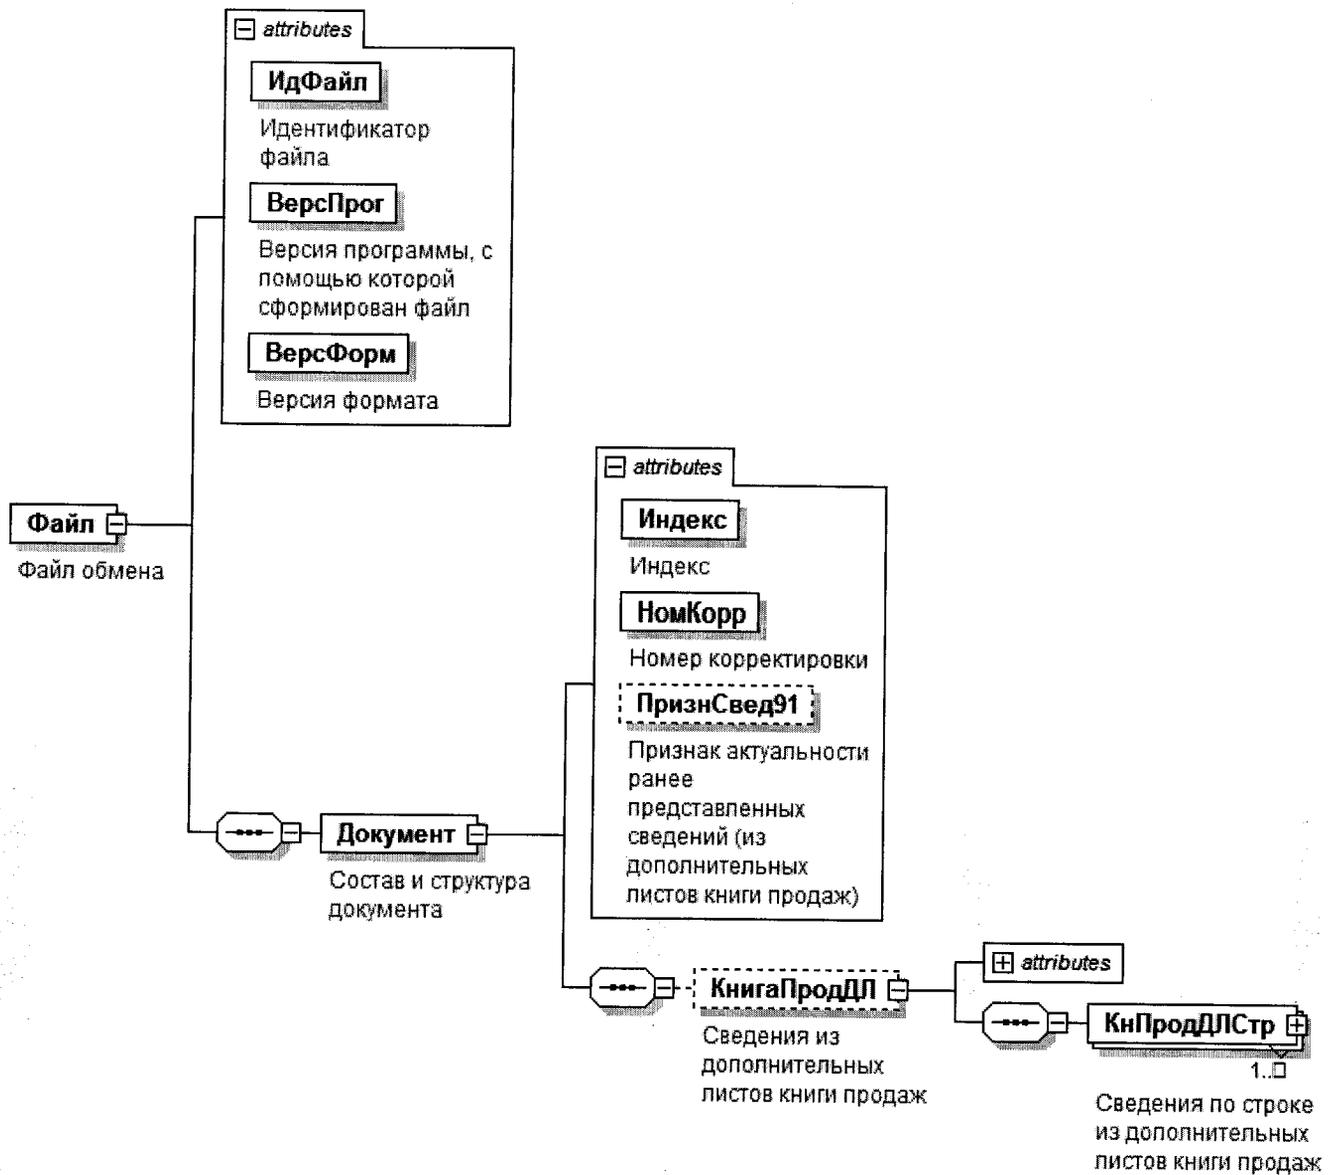 attributes
ИдФайл
Идентификатор
файла
ВерсПрог
Версия программы, с
помощью которой
сформирован файл
ВерсФорм
Версия формата
Файл
Файл обмена
attributes
Индекс
Индекс
НомКорр
Номер корректировки
ПризнСвед91
Признак актуальности
ранее
представленных
сведений (из
дополнительных
листов книги продаж)
Документ
Состав и структура
документа
КнигаПродДЛ
Сведения из
дополнительных
листов книги продаж
attributes
КнПродДЛСтр
1..□
Сведения по строке
из дополнительных
листов книги продаж